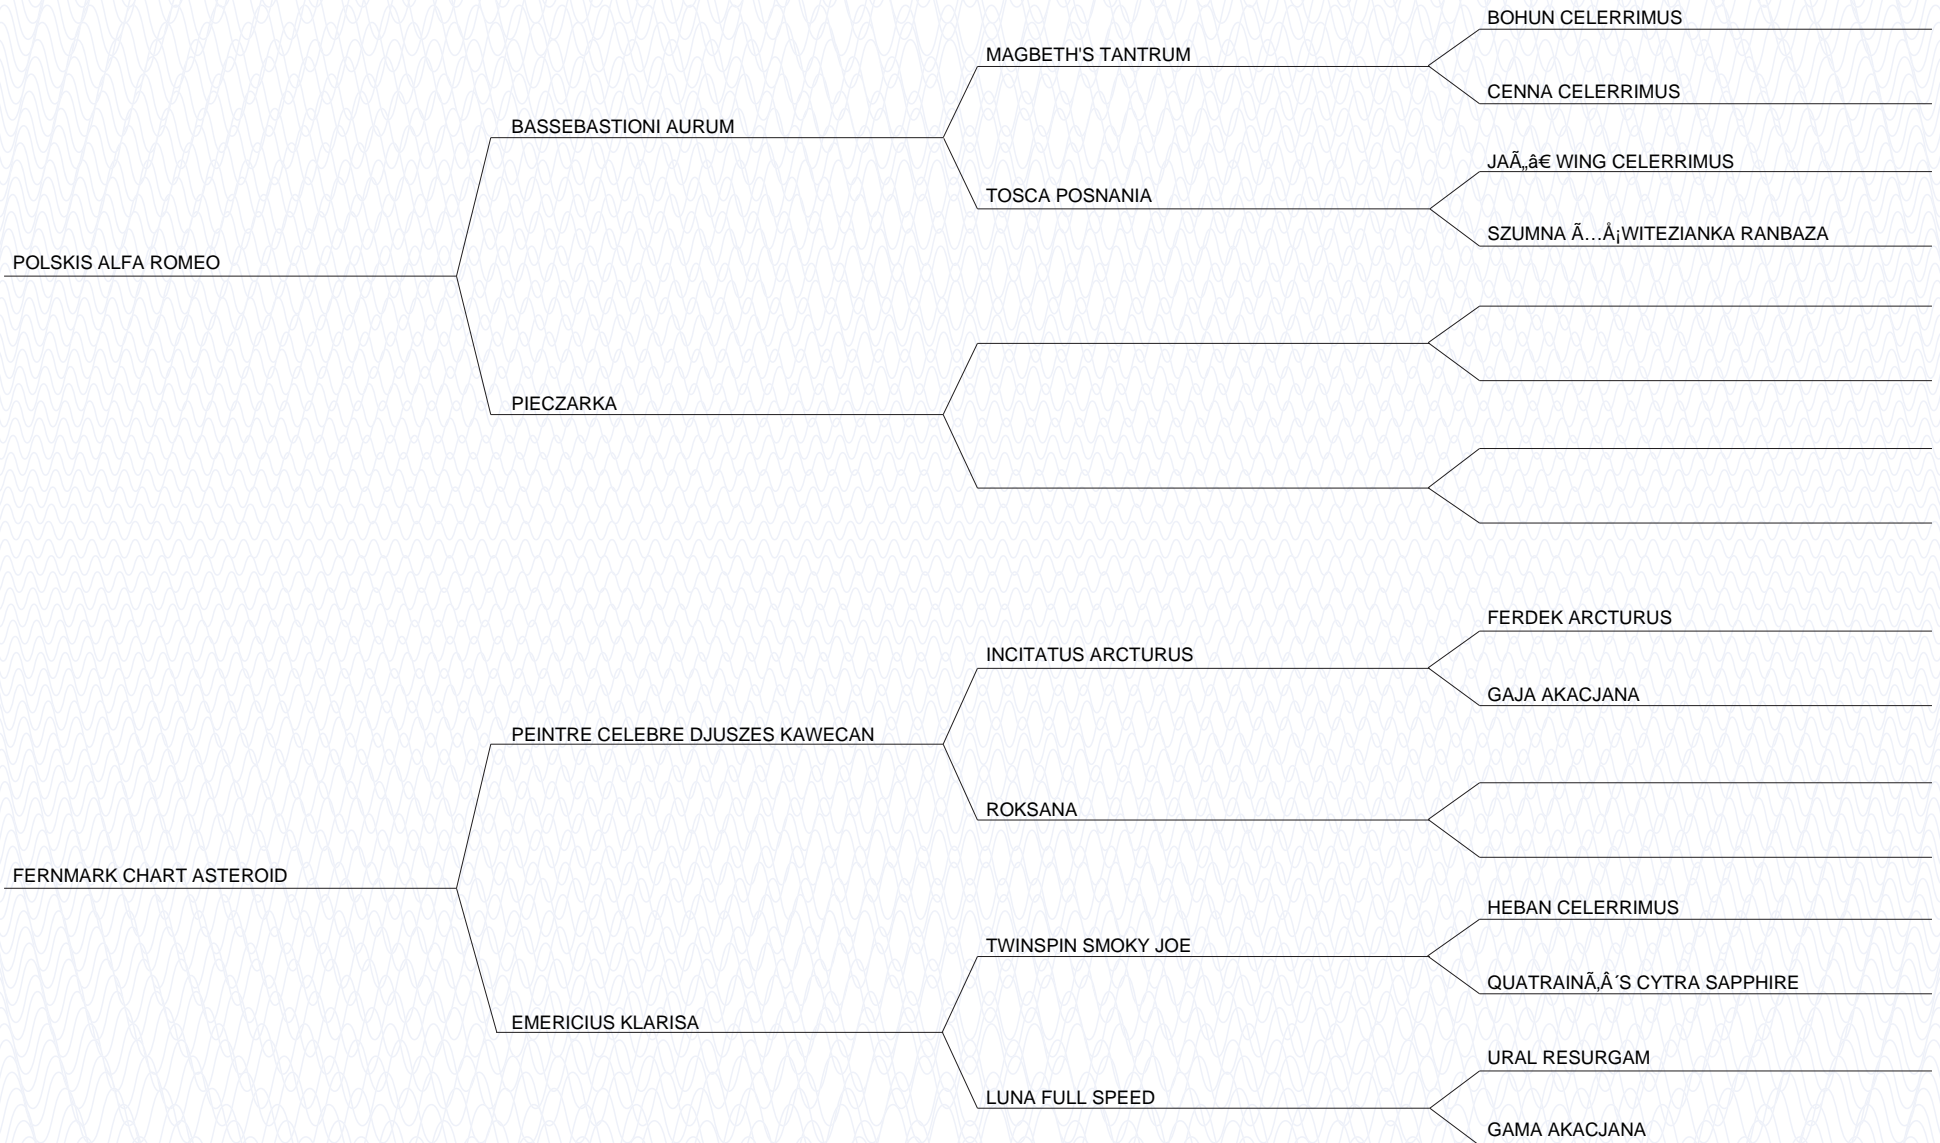 BOHUN CELERRIMUS
MAGBETH'S TANTRUM
CENNA CELERRIMUS
BASSEBASTIONI AURUM
JAÃ„â€ WING CELERRIMUS
TOSCA POSNANIA
SZUMNA Ã…Å¡WITEZIANKA RANBAZA
POLSKIS ALFA ROMEO
PIECZARKA
FERDEK ARCTURUS
INCITATUS ARCTURUS
GAJA AKACJANA
PEINTRE CELEBRE DJUSZES KAWECAN
ROKSANA
FERNMARK CHART ASTEROID
HEBAN CELERRIMUS
TWINSPIN SMOKY JOE
QUATRAINÃ‚Â´S CYTRA SAPPHIRE
EMERICIUS KLARISA
URAL RESURGAM
LUNA FULL SPEED
GAMA AKACJANA